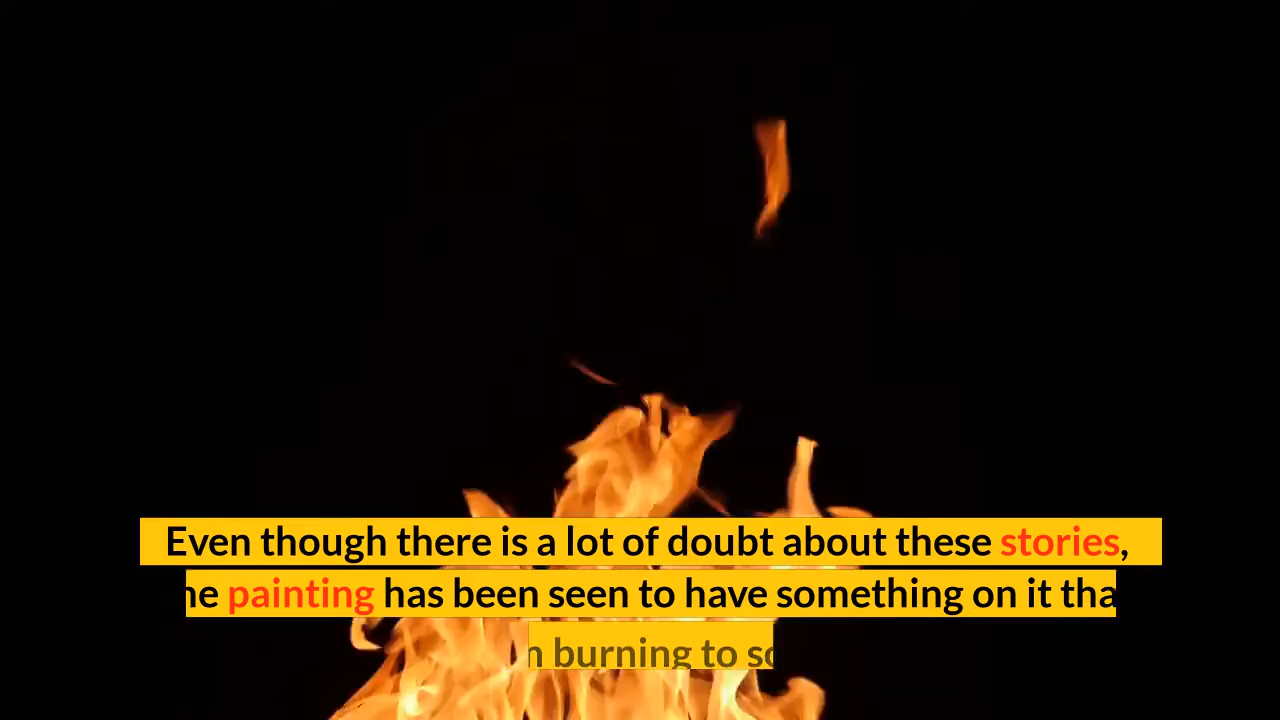 Even though there is a lot of doubt about these stories,
painting has been seen to have something on it
burning to